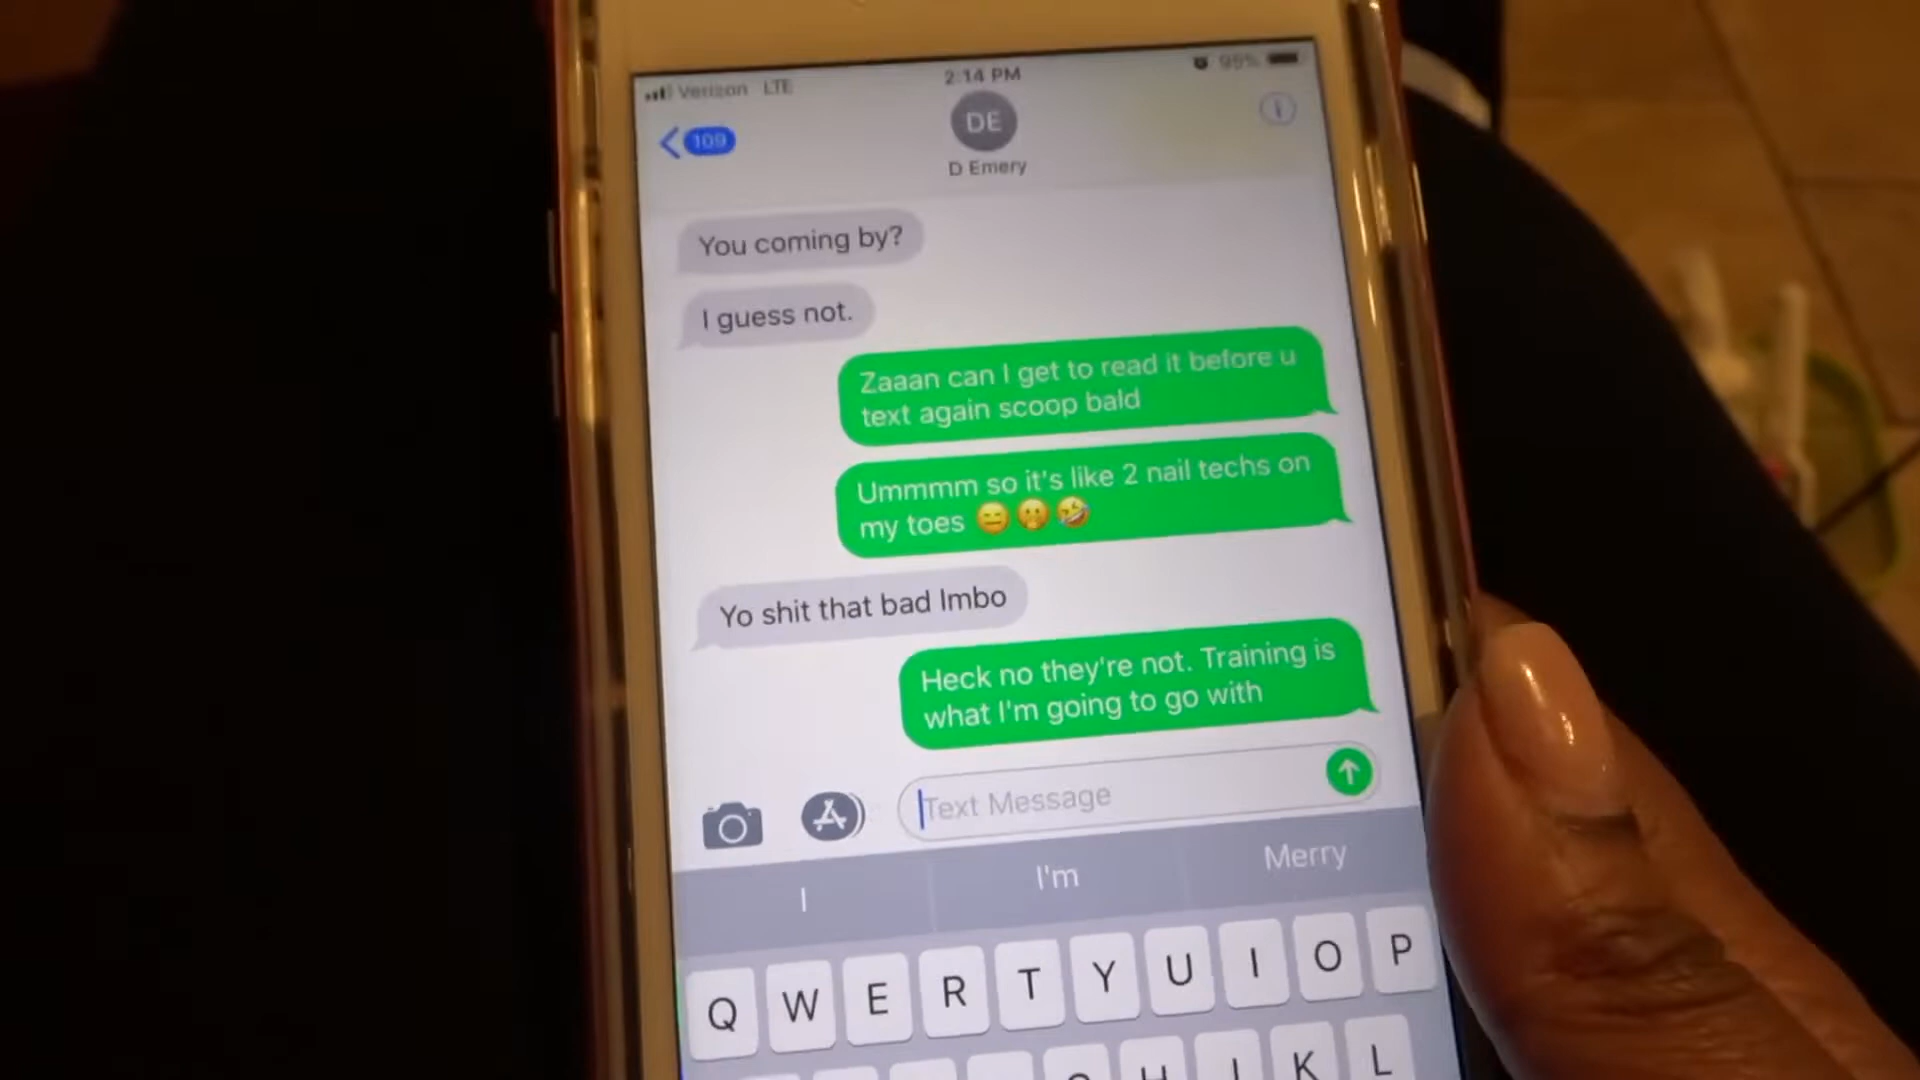 Verizon LTE 2:14 PM 95%
109
DE
D Emery
You coming by?
I guess not.
Zaaan can I get to read it before u
text again scoop bald
Ummmm so it's like 2 nail techs on
my toes 😑🤭🤣
Yo shit that bad lmbo
Heck no they're not. Training is
what I'm going to go with
Text Message
I I'm Merry
Q W E R T Y U I O P
H J K L